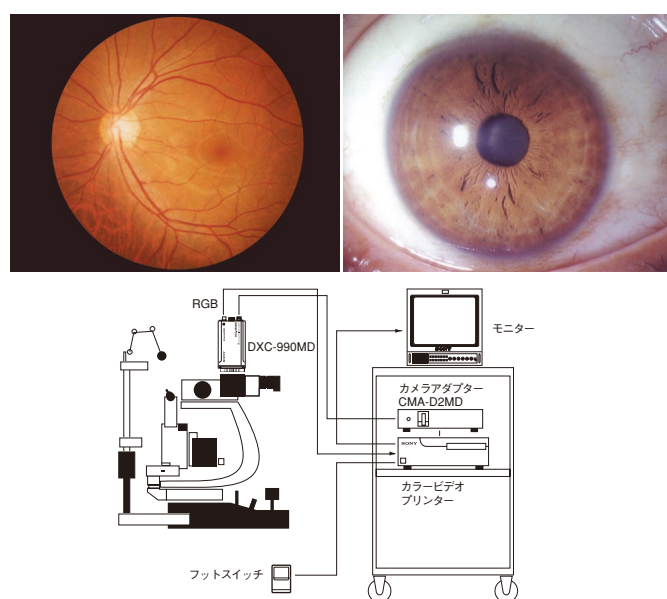 RGB
DXC-990MD
モニター
SONY
カメラアダプター
CMA-D2MD
SONY
カラービデオ
プリンター
フットスイッチ